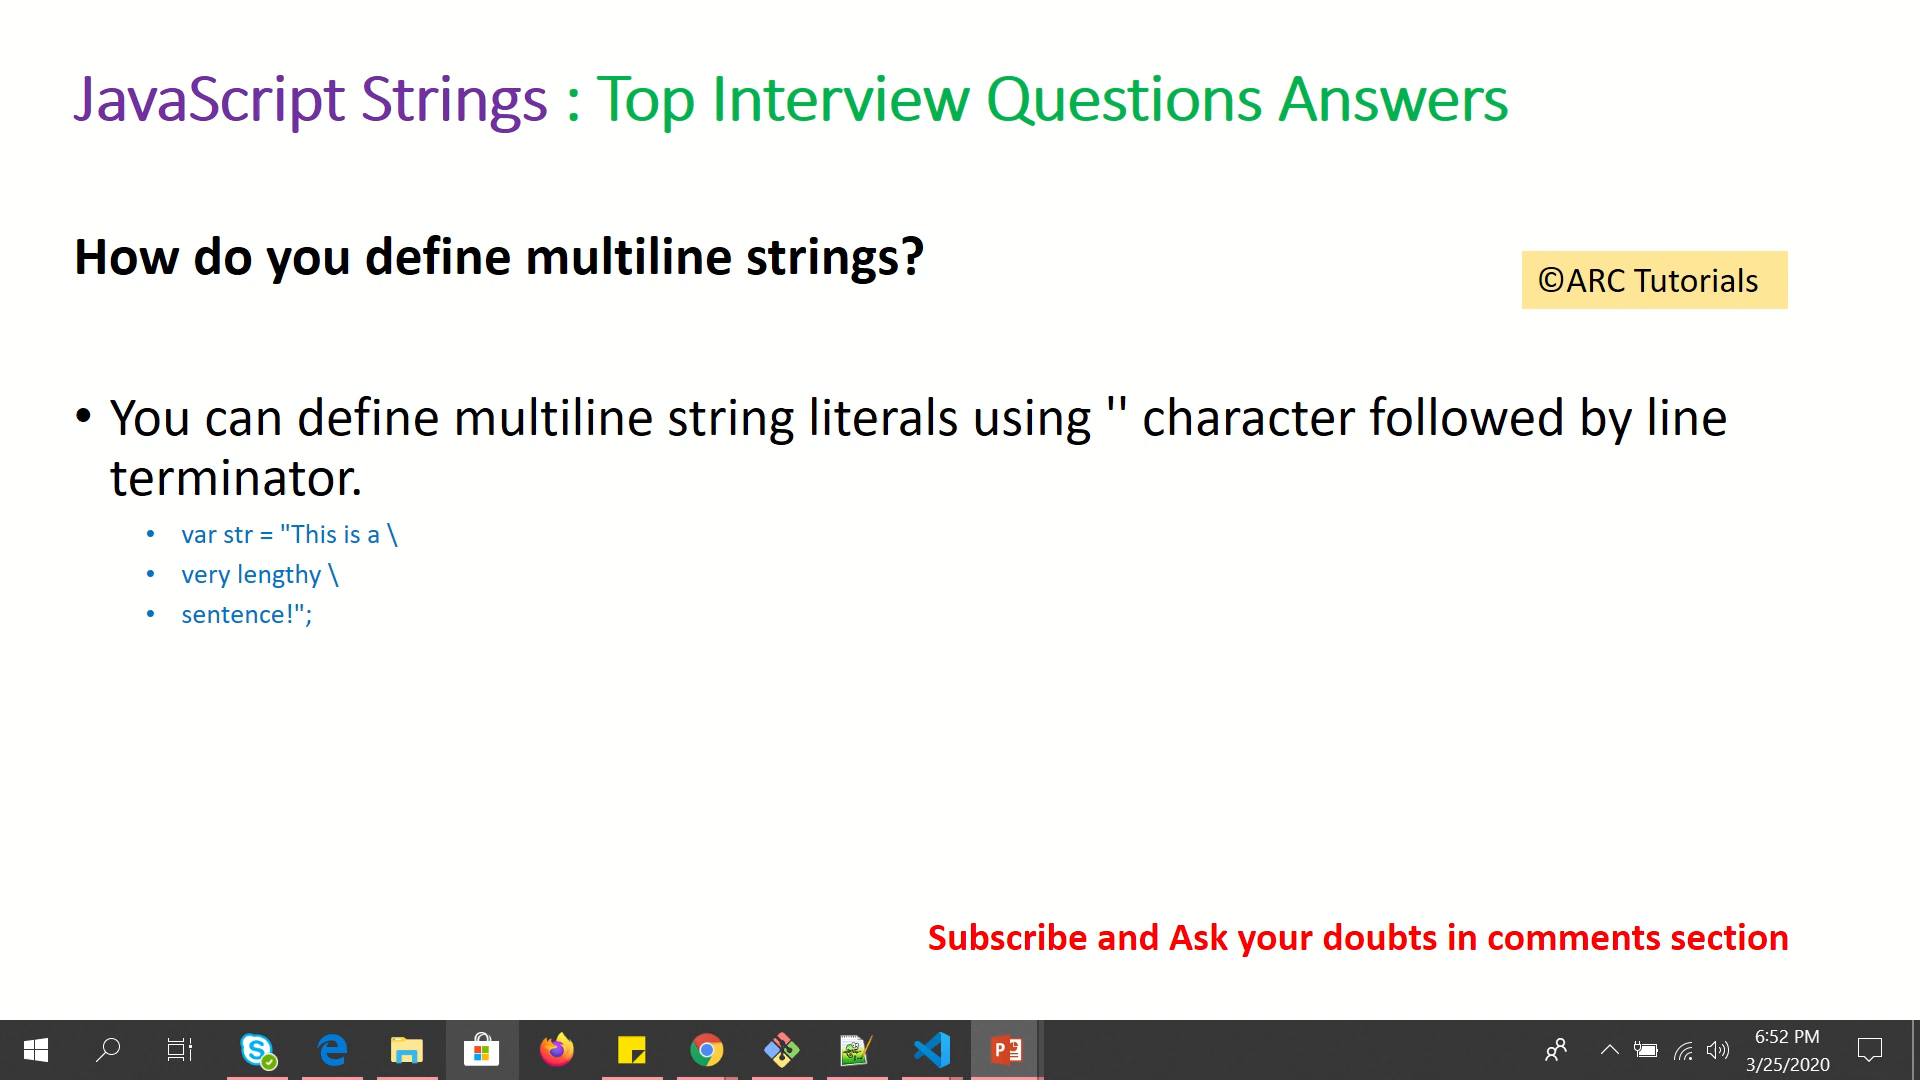 JavaScript Strings : Top Interview Questions Answers
How do you define multiline strings?
©ARC Tutorials
• You can define multiline string literals using '' character followed by line
terminator.
• var str = "This is a \
• very lengthy \
• sentence!";
Subscribe and Ask your doubts in comments section
6:52 PM
3/25/2020